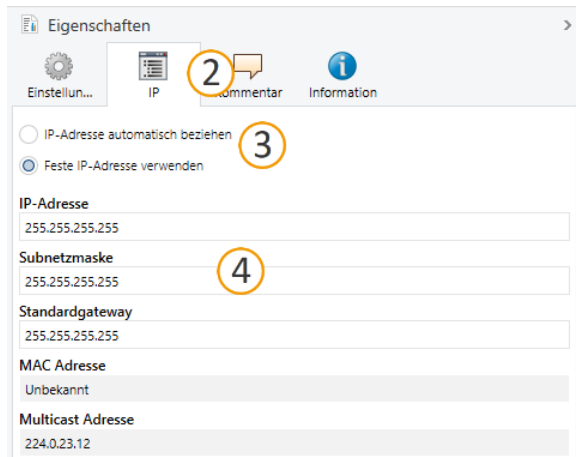 Eigenschaften
2
Einstellun... IP Kommentar Information
IP-Adresse automatisch beziehen
3
Feste IP-Adresse verwenden
IP-Adresse
255.255.255.255
Subnetzmaske
4
255.255.255.255
Standardgateway
255.255.255.255
MAC Adresse
Unbekannt
Multicast Adresse
224.0.23.12